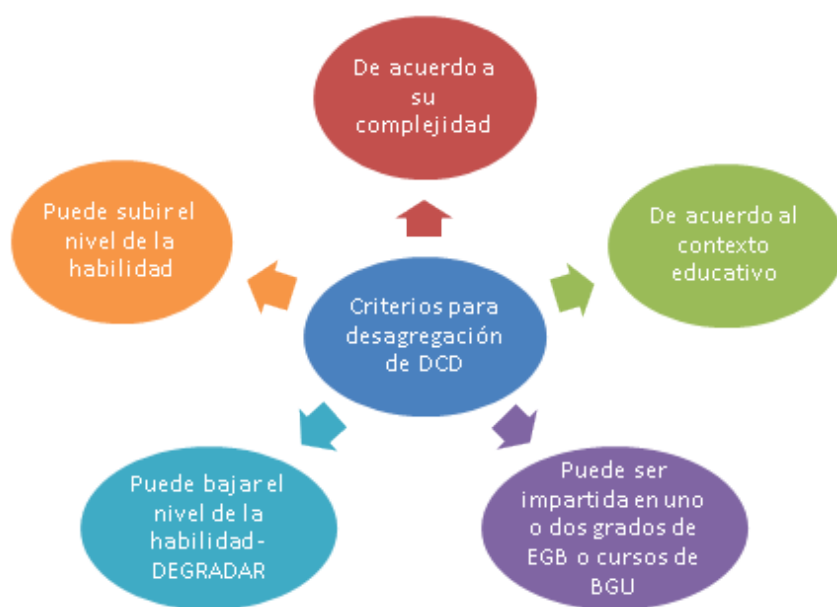 De acuerdo a
su
complejidad
Puede subir el
nivel de la
habilidad
De acuerdo al
contexto
educativo
Criterios para
desagregación
de DCD
Puede bajar el
nivel de la
habilidad-
DEGRADAR
Puede ser
impartida en uno
o dos grados de
EGB o cursos de
BGU